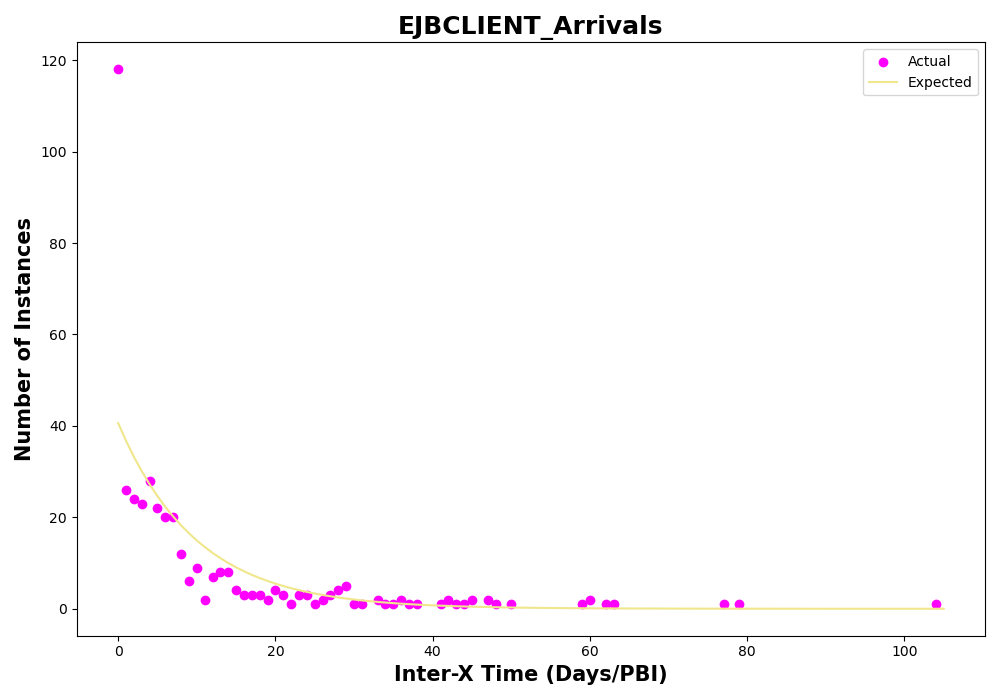 EJBCLIENT_Arrivals
Actual
Expected
Number of Instances
120
100
80
60
40
20
0
0 20 40 60 80 100
Inter-X Time (Days/PBI)